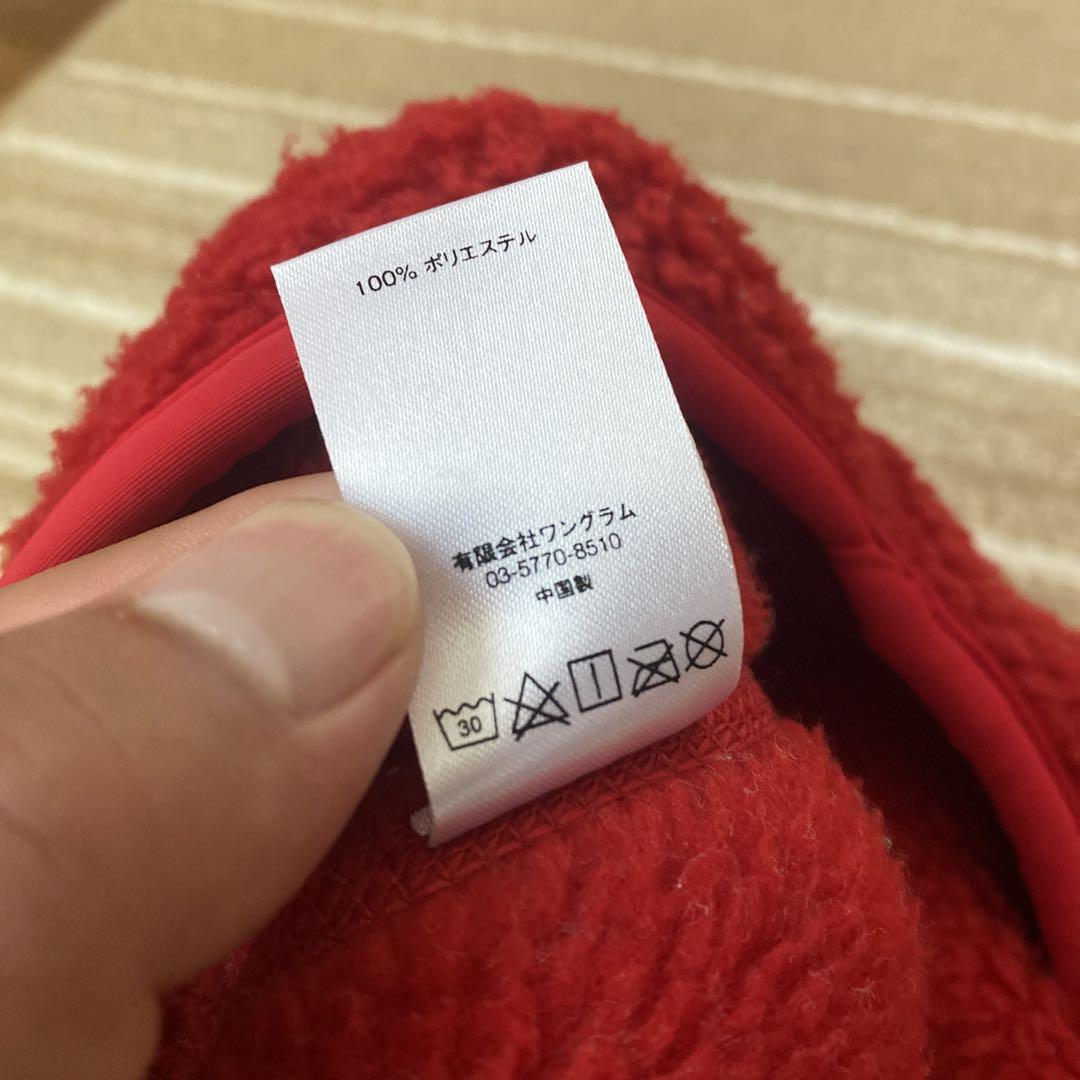 100% ポリエステル
有限会社ワングラム
03-5770-8510
中国製
30